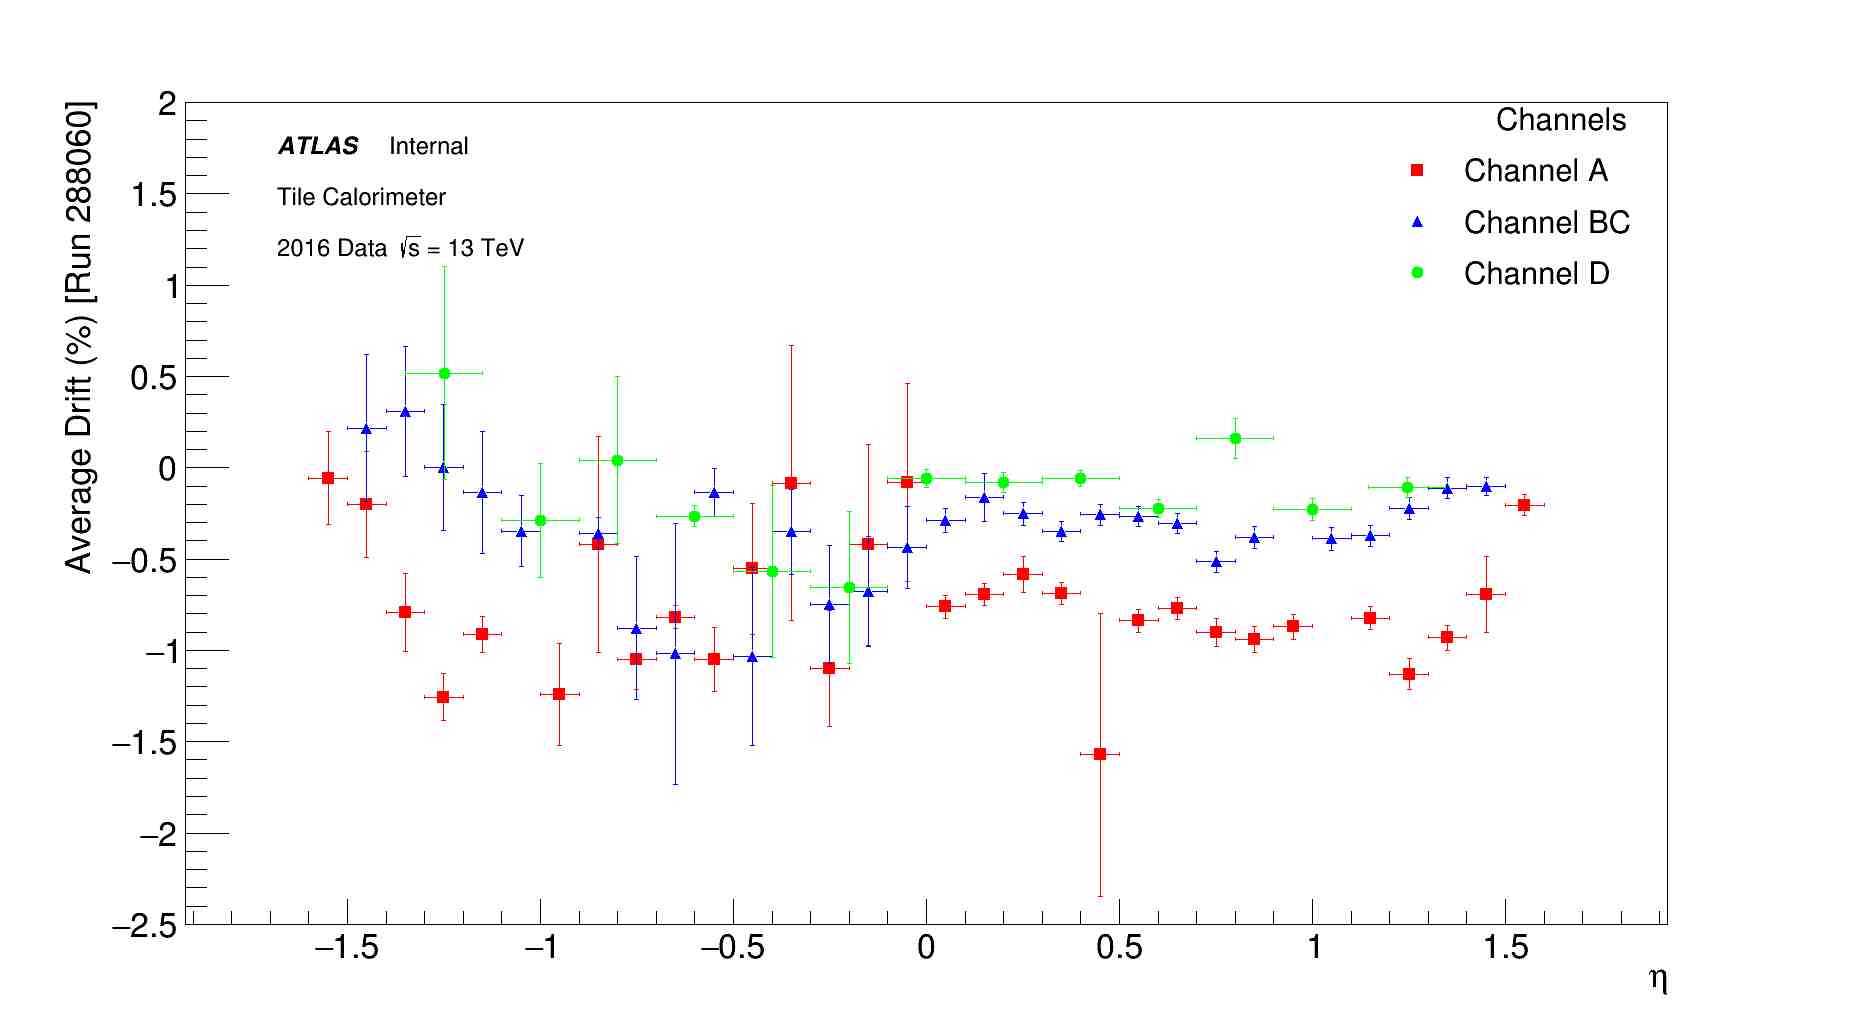 ATLAS Internal
Tile Calorimeter
2016 Data √s = 13 TeV
Channels
Channel A
Channel BC
Channel D
Average Drift (%) [Run 288060]
2
1.5
1
0.5
0
−0.5
−1
−1.5
−2
−2.5
−1.5 −1 −0.5 0 0.5 1 1.5
η